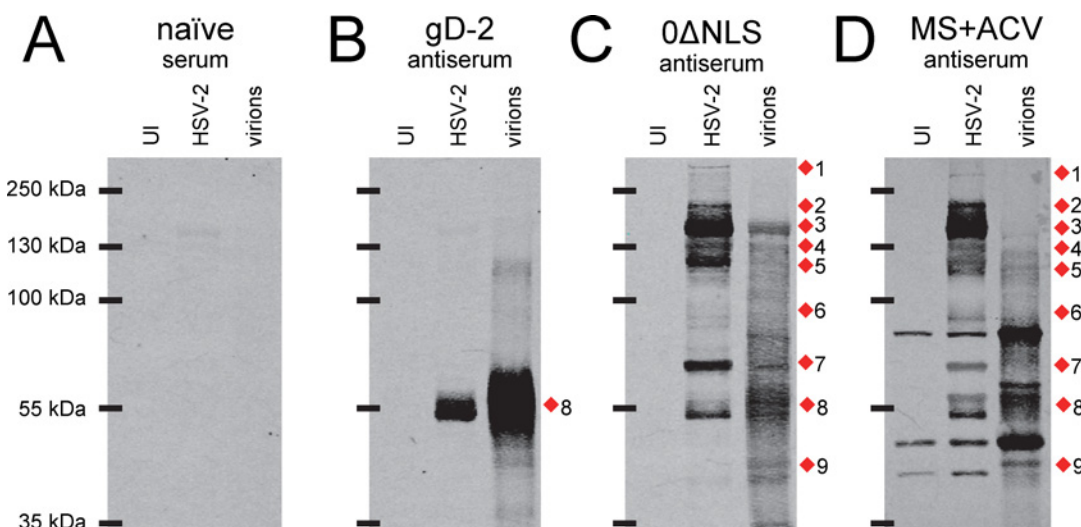 A
naïve
serum
UI
HSV-2
virions
B
gD-2
antiserum
UI
HSV-2
virions
C
0ΔNLS
antiserum
UI
HSV-2
virions
D
MS+ACV
antiserum
UI
HSV-2
virions
250 kDa
130 kDa
100 kDa
55 kDa
35 kDa
8
1
2
3
4
5
6
7
8
9
1
2
3
4
5
6
7
8
9